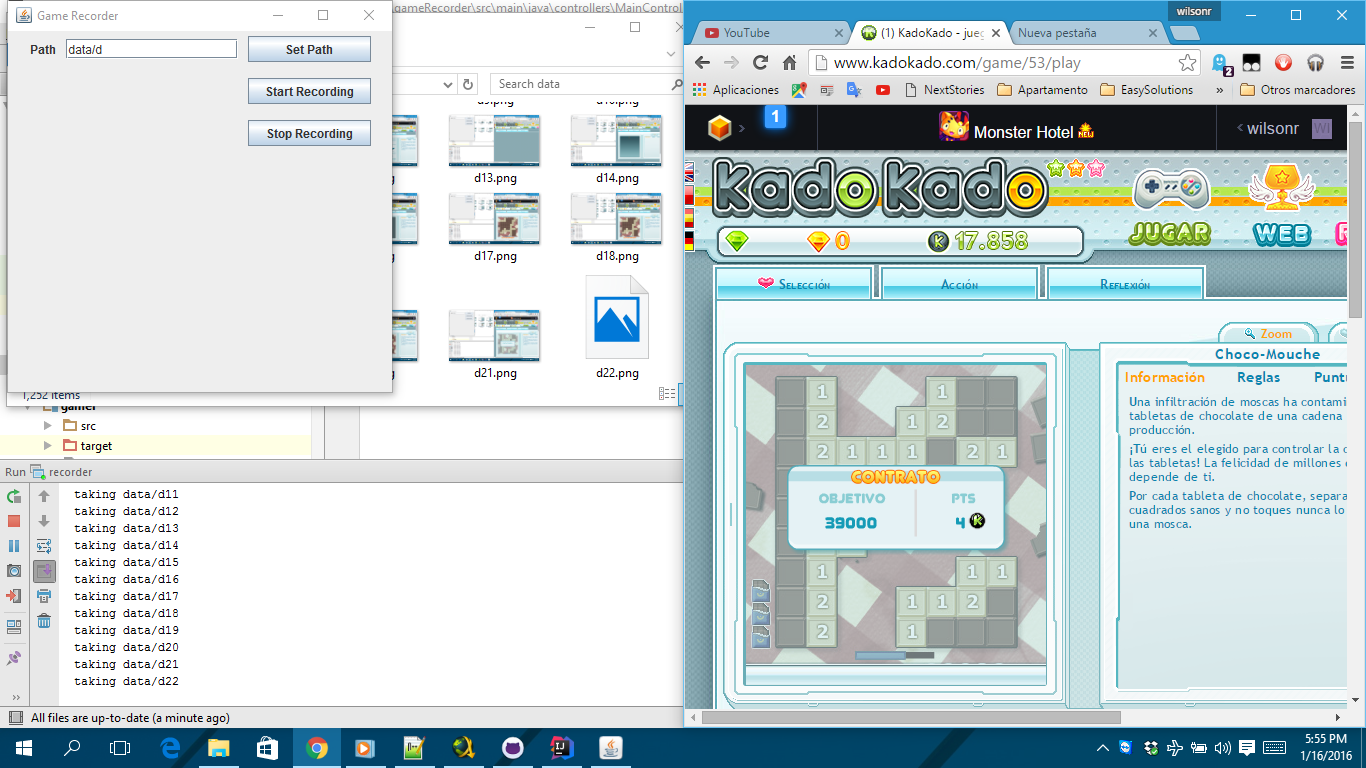 Game Recorder
Path data/d Set Path
Start Recording
Stop Recording
gameRecorder\src\main\java\controllers\MainControl
Search data
d13.png d14.png
d17.png d18.png
d21.png d22.png
1,252 items
gamer
src
target
Run recorder
taking data/d11
taking data/d12
taking data/d13
taking data/d14
taking data/d15
taking data/d16
taking data/d17
taking data/d18
taking data/d19
taking data/d20
taking data/d21
taking data/d22
All files are up-to-date (a minute ago)
wilsonr
YouTube (1) KadoKado - jueg Nueva pestaña
www.kadokado.com/game/53/play
2
Aplicaciones NextStories Apartamento EasySolutions » Otros marcadores
1 Monster Hotel NEW wilsonr WI
KadoKado
JUGAR WEB
0 17.858
Selección Acción Reflexión
Zoom
Choco-Mouche
Información Reglas Puntu
Una infiltración de moscas ha contami
tabletas de chocolate de una cadena
producción.
¡Tú eres el elegido para controlar la c
las tabletas! La felicidad de millones
depende de ti.
Por cada tableta de chocolate, separa
cuadrados sanos y no toques nunca lo
una mosca.
1 1
2 1 2
2 1 1 1 2 1
CONTRATO
OBJETIVO PTS
39000 4 K
1 1 1
2 1 1 2
2 1
5:55 PM
1/16/2016